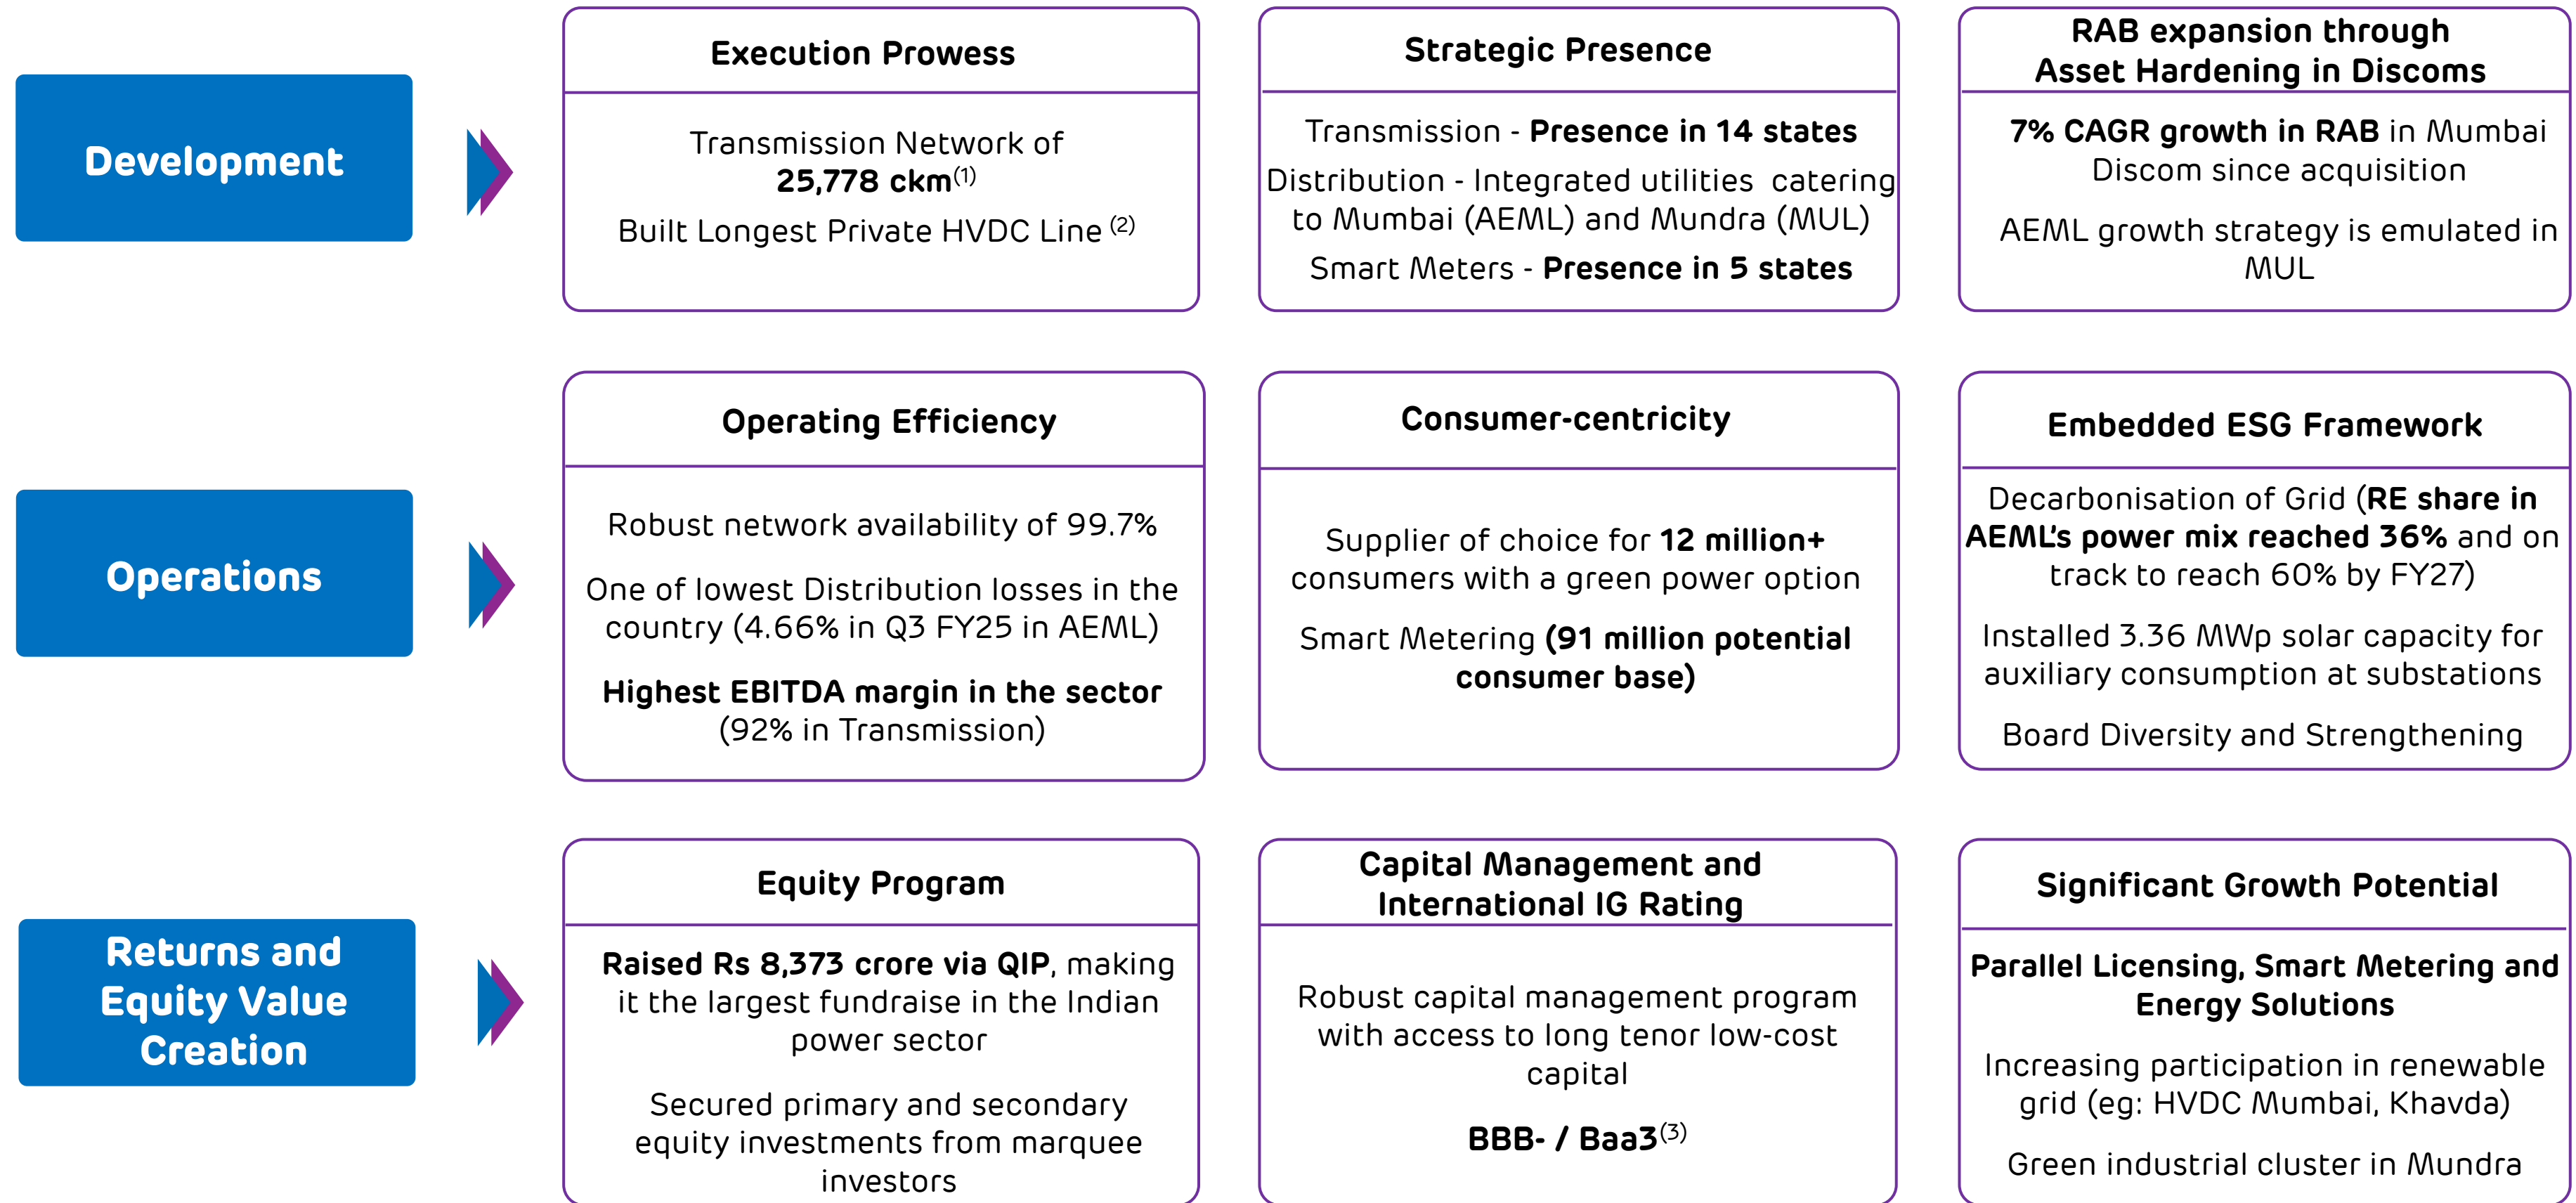 Development
Execution Prowess
Transmission Network of
25,778 ckm(1)
Built Longest Private HVDC Line (2)
Strategic Presence
Transmission - Presence in 14 states
Distribution - Integrated utilities catering
to Mumbai (AEML) and Mundra (MUL)
Smart Meters - Presence in 5 states
RAB expansion through
Asset Hardening in Discoms
7% CAGR growth in RAB in Mumbai
Discom since acquisition
AEML growth strategy is emulated in
MUL
Operations
Operating Efficiency
Robust network availability of 99.7%
One of lowest Distribution losses in the
country (4.66% in Q3 FY25 in AEML)
Highest EBITDA margin in the sector
(92% in Transmission)
Consumer-centricity
Supplier of choice for 12 million+
consumers with a green power option
Smart Metering (91 million potential
consumer base)
Embedded ESG Framework
Decarbonisation of Grid (RE share in
AEML's power mix reached 36% and on
track to reach 60% by FY27)
Installed 3.36 MWp solar capacity for
auxiliary consumption at substations
Board Diversity and Strengthening
Returns and
Equity Value
Creation
Equity Program
Raised Rs 8,373 crore via QIP, making
it the largest fundraise in the Indian
power sector
Secured primary and secondary
equity investments from marquee
investors
Capital Management and
International IG Rating
Robust capital management program
with access to long tenor low-cost
capital
BBB- / Baa3(3)
Significant Growth Potential
Parallel Licensing, Smart Metering and
Energy Solutions
Increasing participation in renewable
grid (eg: HVDC Mumbai, Khavda)
Green industrial cluster in Mundra